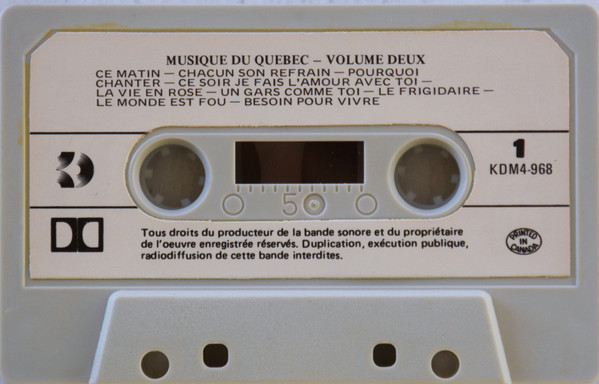 MUSIQUE DU QUEBEC – VOLUME DEUX
CE MATIN – CHACUN SON REFRAIN – POURQUOI
CHANTER – CE SOIR JE FAIS L'AMOUR AVEC TOI –
LA VIE EN ROSE – UN GARS COMME TOI – LE FRIGIDAIRE –
LE MONDE EST FOU – BESOIN POUR VIVRE
1
KDM4-968
50
Tous droits du producteur de la bande sonore et du propriétaire
de l'oeuvre enregistrée réservés. Duplication, exécution publique,
radiodiffusion de cette bande interdites.
PRINTED
IN
CANADA